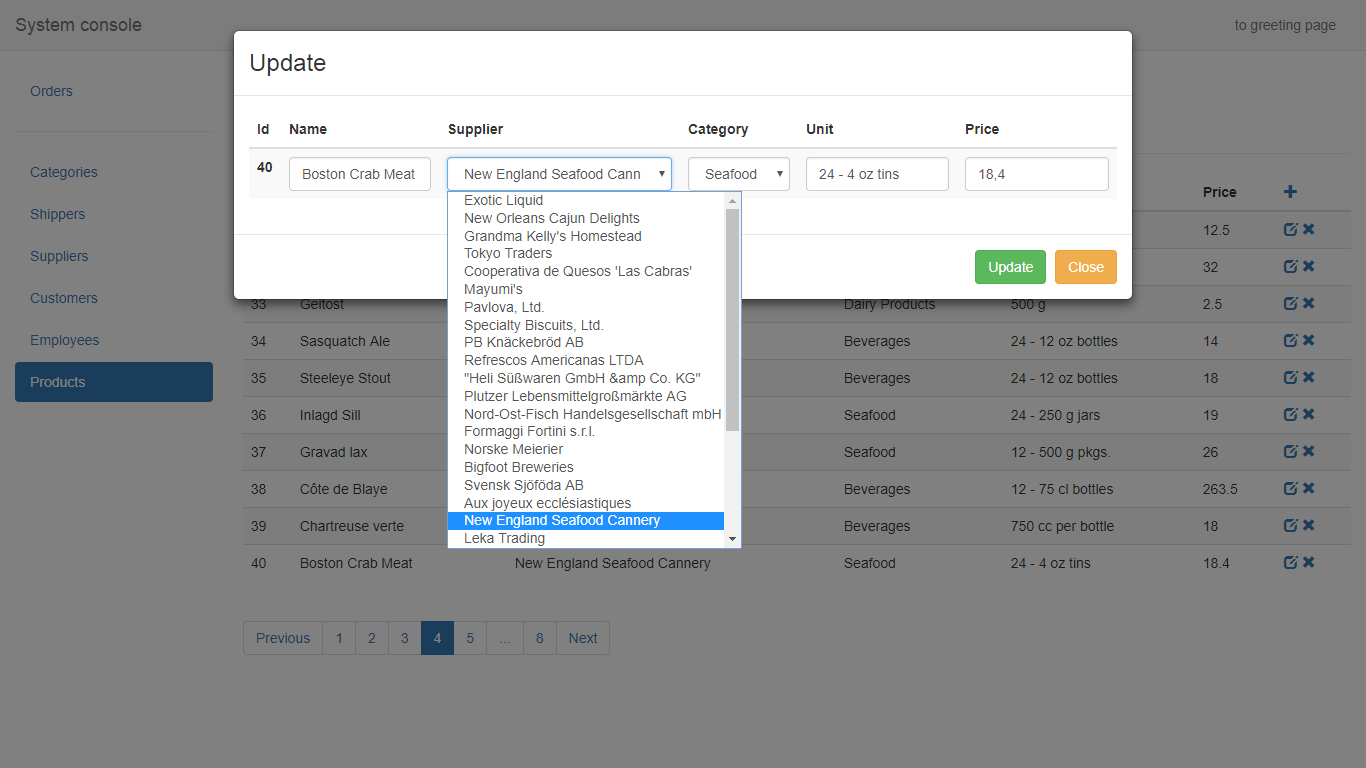 System console to greeting page
Update
Orders
Id Name Supplier Category Unit Price
40 Boston Crab Meat New England Seafood Cann Seafood 24 - 4 oz tins 18,4
Exotic Liquid
New Orleans Cajun Delights
Grandma Kelly's Homestead
Tokyo Traders
Cooperativa de Quesos 'Las Cabras'
Mayumi's
Pavlova, Ltd.
Specialty Biscuits, Ltd.
PB Knäckebröd AB
Refrescos Americanas LTDA
"Heli Süßwaren GmbH &amp Co. KG"
Plutzer Lebensmittelgroßmärkte AG
Nord-Ost-Fisch Handelsgesellschaft mbH
Formaggi Fortini s.r.l.
Norske Meierier
Bigfoot Breweries
Svensk Sjöföda AB
Aux joyeux ecclésiastiques
New England Seafood Cannery
Leka Trading
Update Close
Categories
Shippers
Suppliers
Customers
Employees
Products
Price
12.5
32
33 Geitost Dairy Products 500 g 2.5
34 Sasquatch Ale Beverages 24 - 12 oz bottles 14
35 Steeleye Stout Beverages 24 - 12 oz bottles 18
36 Inlagd Sill Seafood 24 - 250 g jars 19
37 Gravad lax Seafood 12 - 500 g pkgs. 26
38 Côte de Blaye Beverages 12 - 75 cl bottles 263.5
39 Chartreuse verte Beverages 750 cc per bottle 18
40 Boston Crab Meat New England Seafood Cannery Seafood 24 - 4 oz tins 18.4
Previous 1 2 3 4 5 ... 8 Next